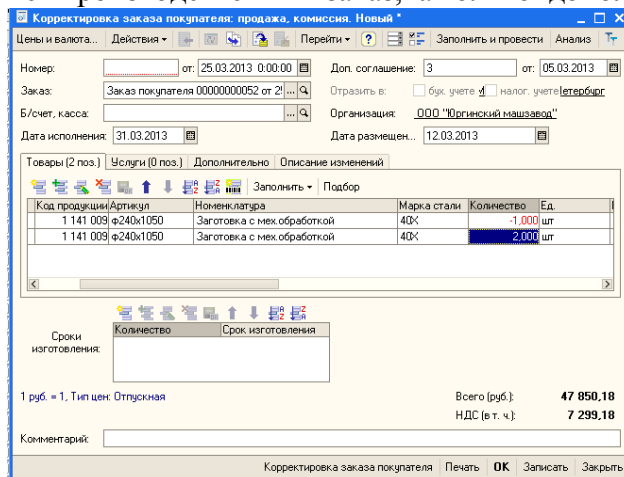 Корректировка заказа покупателя: продажа, комиссия. Новый *
Цены и валюта... Действия Перейти ? Заполнить и провести Анализ
Номер: от: 25.03.2013 0:00:00 Доп. соглашение: 3 от: 05.03.2013
Заказ: Заказ покупателя 00000000052 от 2! ... Отразить в: бух. учете налог. учете
Б/счет, касса: ... Организация: ООО "Юргинский машзавод"
Дата исполнения: 31.03.2013 Дата размещен... 12.03.2013
Товары (2 поз.) Услуги (0 поз.) Дополнительно Описание изменений
Заполнить Подбор
Код продукции Артикул Номенклатура Марка стали Количество Ед.
1 141 009 ф240х1050 Заготовка с мех.обработкой 40Х -1,000 шт
1 141 009 ф240х1050 Заготовка с мех.обработкой 40Х 2,000 шт
Сроки изготовления: Количество Срок изготовления
1 руб. = 1, Тип цен: Отпускная Всего (руб.): 47 850,18
НДС (в т. ч.): 7 299,18
Комментарий:
Корректировка заказа покупателя Печать OK Записать Закрыть